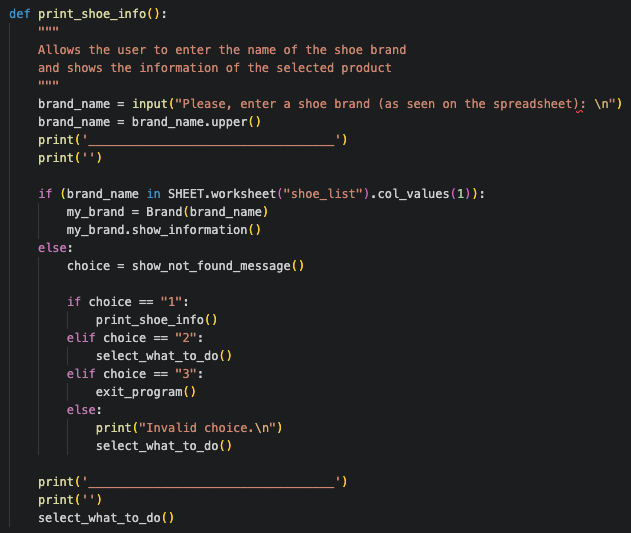 def print_shoe_info():
    """
    Allows the user to enter the name of the shoe brand
    and shows the information of the selected product
    """
    brand_name = input("Please, enter a shoe brand (as seen on the spreadsheet): \n")
    brand_name = brand_name.upper()
    print('__________________________________')
    print('')

    if (brand_name in SHEET.worksheet("shoe_list").col_values(1)):
        my_brand = Brand(brand_name)
        my_brand.show_information()
    else:
        choice = show_not_found_message()

        if choice == "1":
            print_shoe_info()
        elif choice == "2":
            select_what_to_do()
        elif choice == "3":
            exit_program()
        else:
            print("Invalid choice.\n")
            select_what_to_do()

    print('__________________________________')
    print('')
    select_what_to_do()